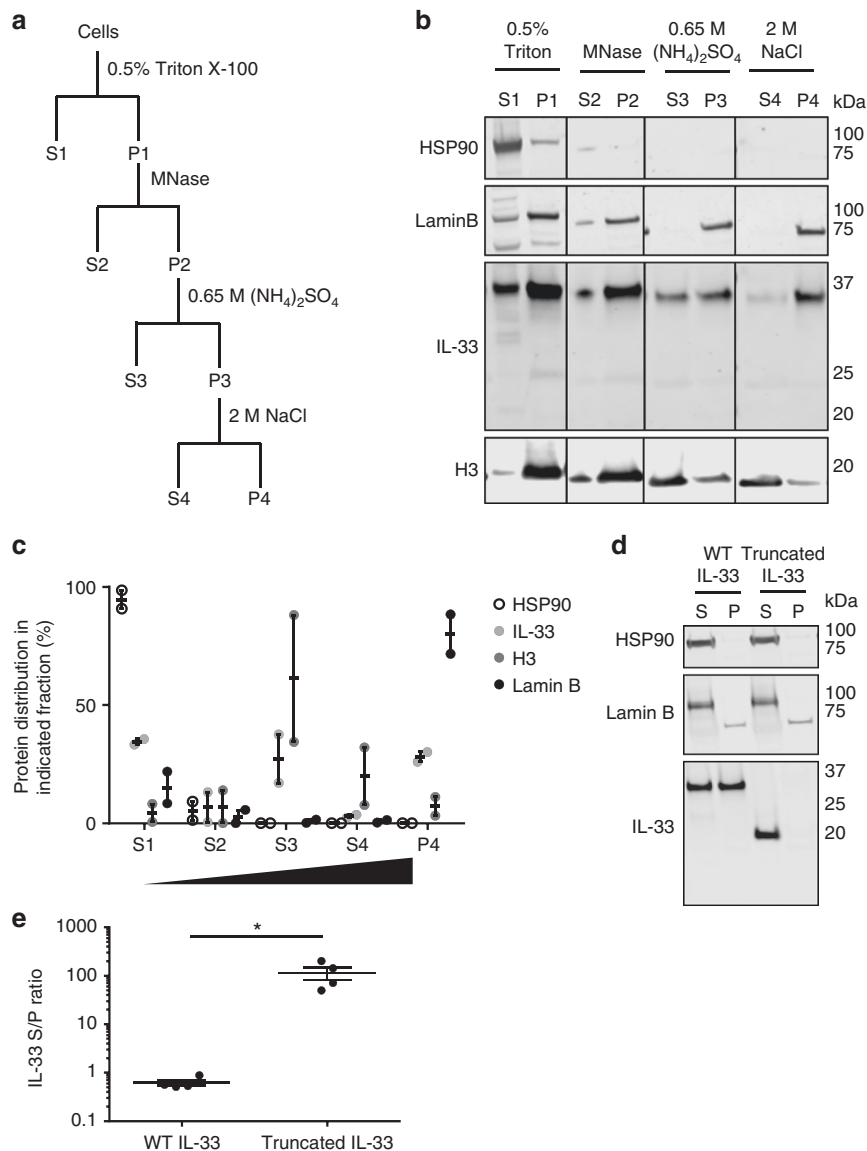 a
Cells
0.5% Triton X-100
S1 P1
MNase
S2 P2
0.65 M (NH₄)₂SO₄
S3 P3
2 M NaCl
S4 P4
b
0.5% Triton MNase 0.65 M (NH₄)₂SO₄ 2 M NaCl
S1 P1 S2 P2 S3 P3 S4 P4 kDa
HSP90 100
75
LaminB 100
75
IL-33 37
25
20
H3 20
c
Protein distribution in
indicated fraction (%)
100
50
0
S1 S2 S3 S4 P4
HSP90
IL-33
H3
Lamin B
d
WT IL-33 Truncated IL-33
S P S P kDa
HSP90 100
75
Lamin B 100
75
IL-33 37
25
20
e
IL-33 S/P ratio
1000
100
10
1
0.1
*
WT IL-33 Truncated IL-33